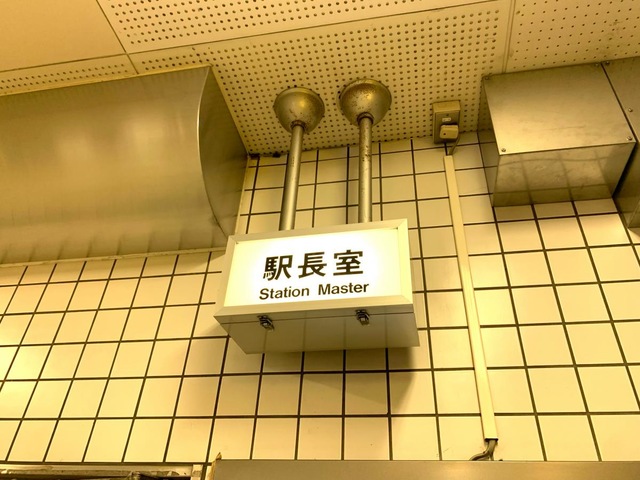 駅長室
Station Master